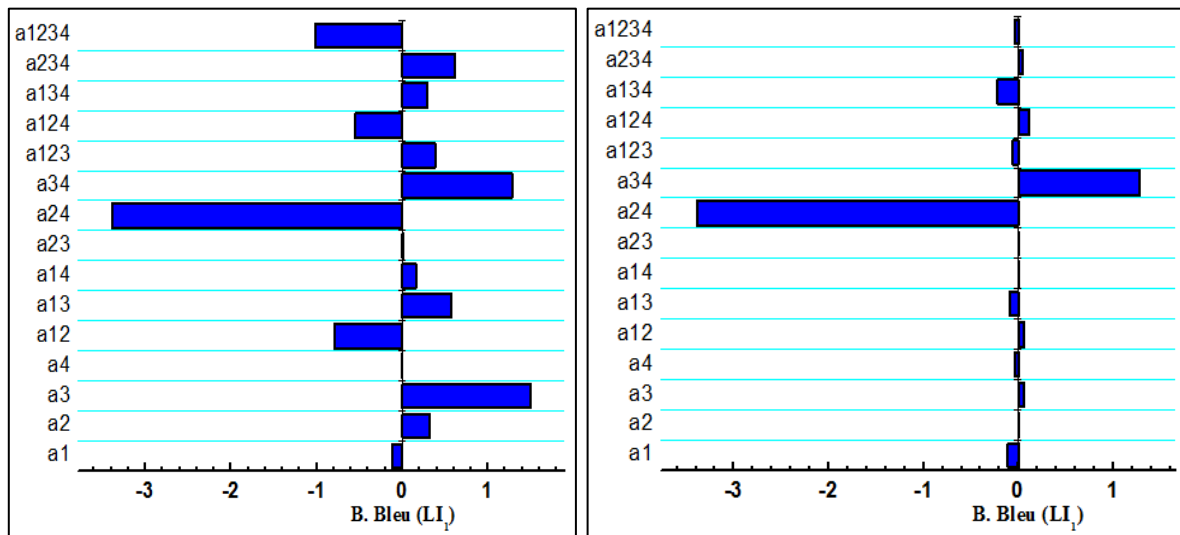 a1234
a234
a134
a124
a123
a34
a24
a23
a14
a13
a12
a4
a3
a2
a1
-3 -2 -1 0 1
B. Bleu (LI1)
a1234
a234
a134
a124
a123
a34
a24
a23
a14
a13
a12
a4
a3
a2
a1
-3 -2 -1 0 1
B. Bleu (LI1)